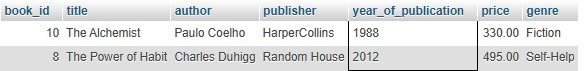 book_id title author publisher year_of_publication price genre
10 The Alchemist Paulo Coelho HarperCollins 1988 330.00 Fiction
8 The Power of Habit Charles Duhigg Random House 2012 495.00 Self-Help